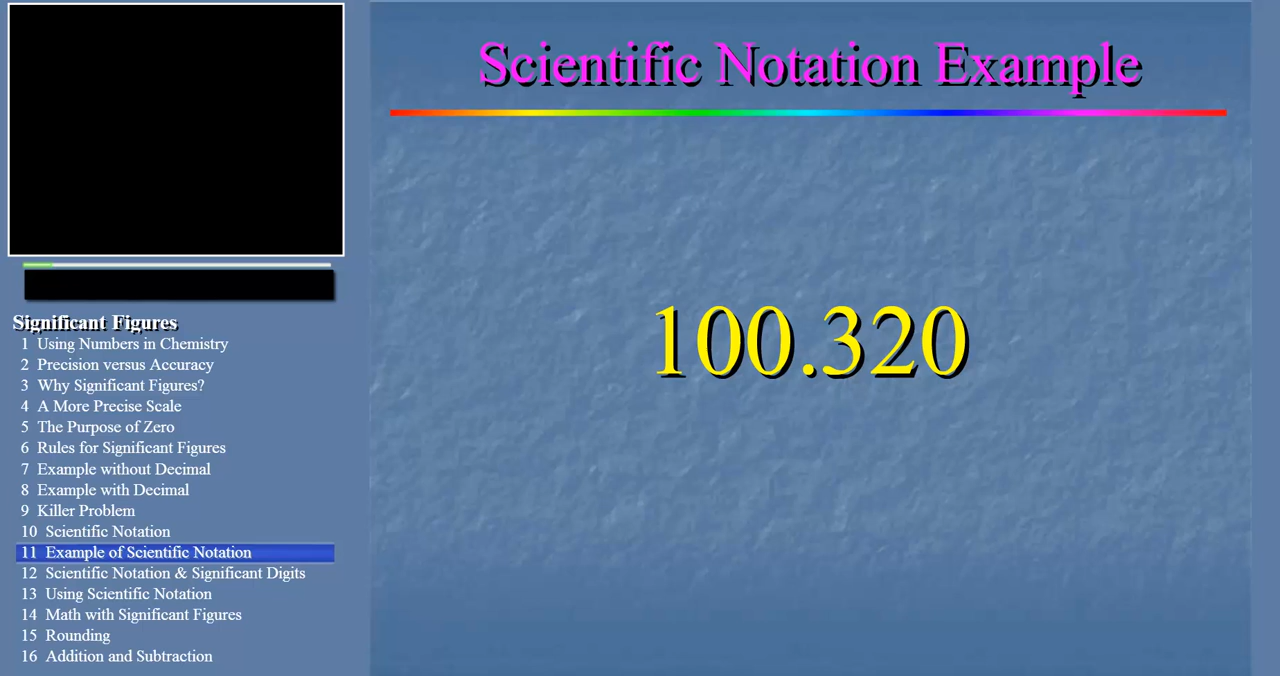 Scientific Notation Example
100.320
Significant Figures
1 Using Numbers in Chemistry
2 Precision versus Accuracy
3 Why Significant Figures?
4 A More Precise Scale
5 The Purpose of Zero
6 Rules for Significant Figures
7 Example without Decimal
8 Example with Decimal
9 Killer Problem
10 Scientific Notation
11 Example of Scientific Notation
12 Scientific Notation & Significant Digits
13 Using Scientific Notation
14 Math with Significant Figures
15 Rounding
16 Addition and Subtraction